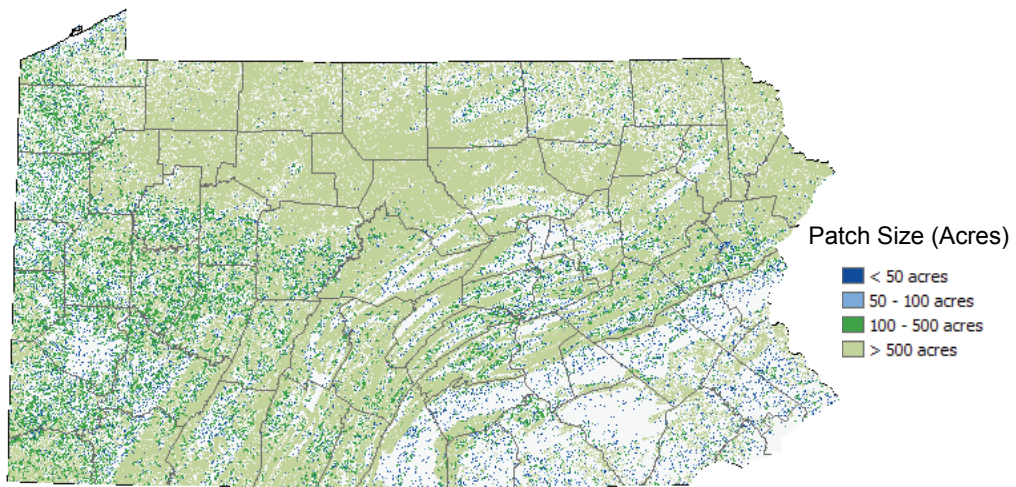 Patch Size (Acres)
< 50 acres
50 - 100 acres
100 - 500 acres
> 500 acres